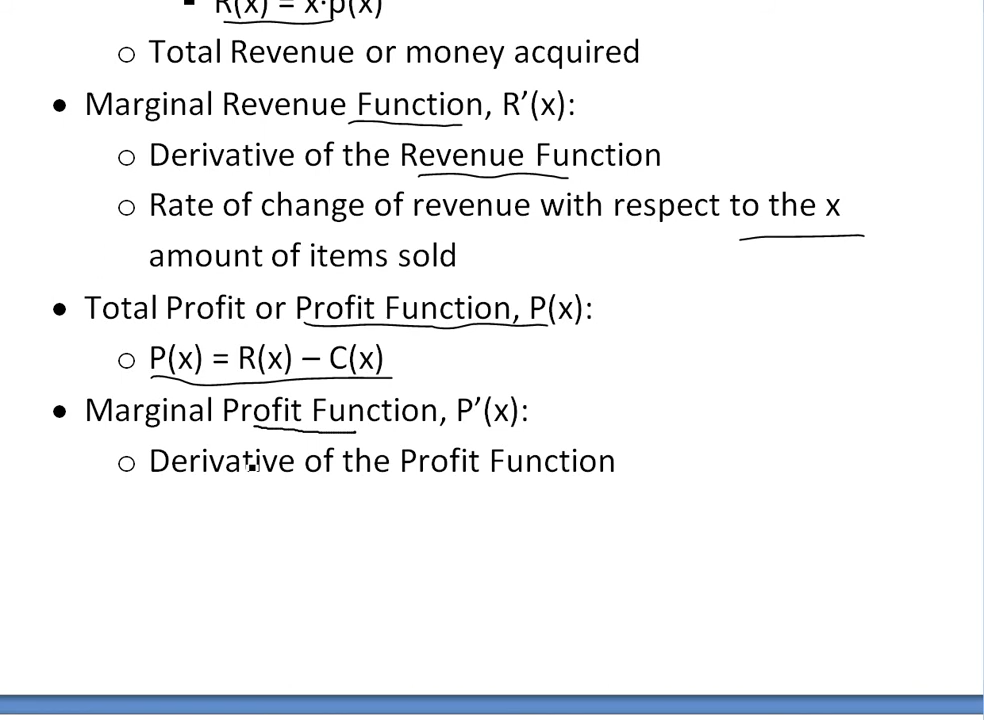 ▪ R(x) = x·p(x)
○ Total Revenue or money acquired
● Marginal Revenue Function, R’(x):
○ Derivative of the Revenue Function
○ Rate of change of revenue with respect to the x
amount of items sold
● Total Profit or Profit Function, P(x):
○ P(x) = R(x) – C(x)
● Marginal Profit Function, P’(x):
○ Derivative of the Profit Function